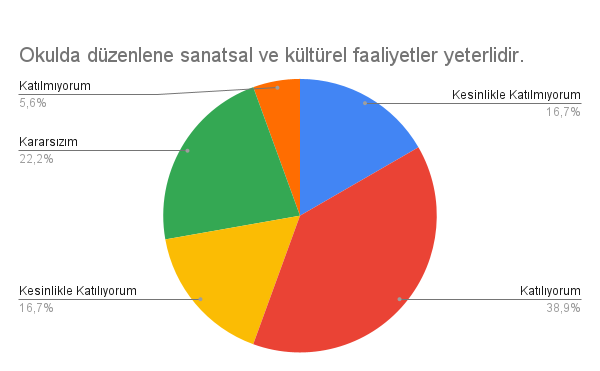 Okulda düzenlene sanatsal ve kültürel faaliyetler yeterlidir.
Katılmıyorum
5,6%
Kesinlikle Katılmıyorum
16,7%
Kararsızım
22,2%
Kesinlikle Katılıyorum
16,7%
Katılıyorum
38,9%